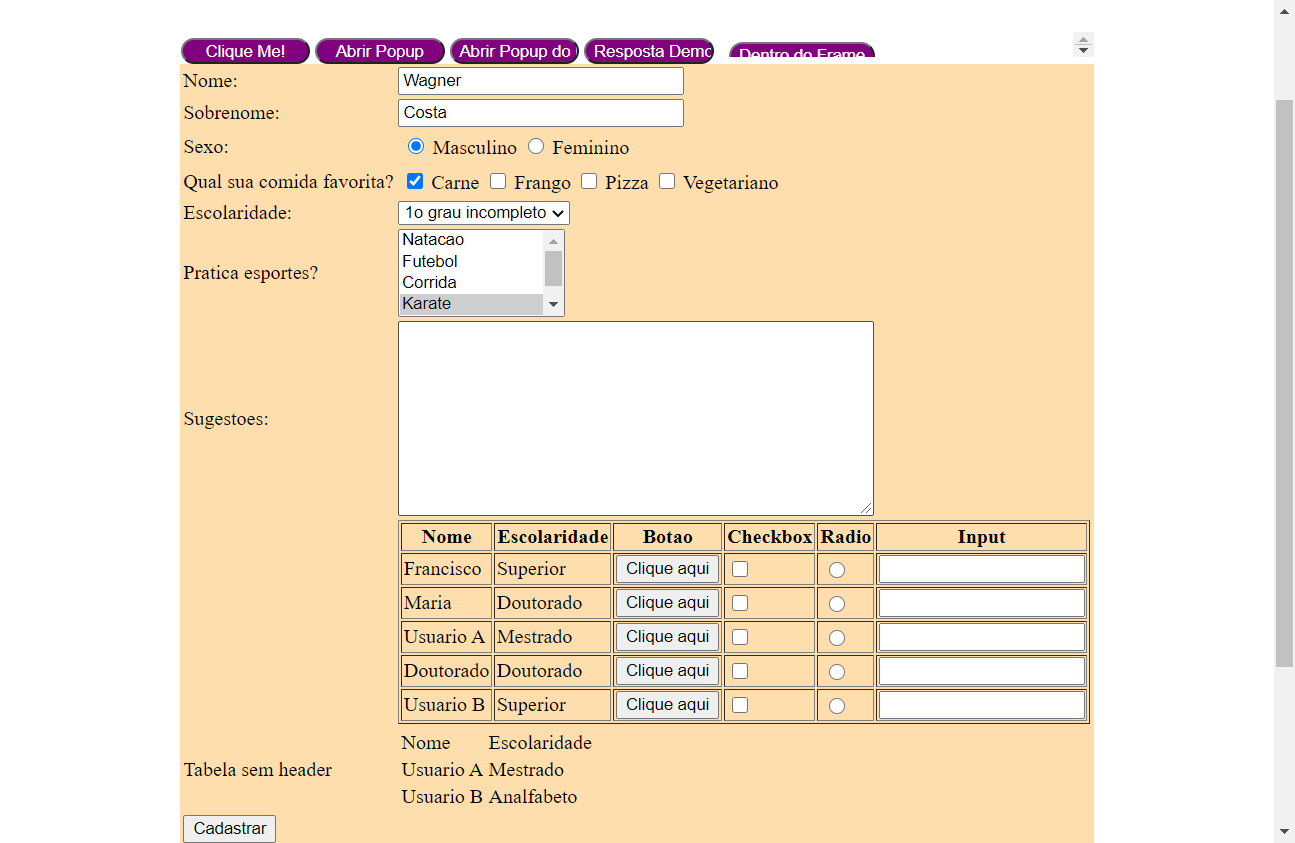 Clique Me! Abrir Popup Abrir Popup do Resposta Demo Dentro do Frame
Nome: Wagner
Sobrenome: Costa
Sexo: Masculino Feminino
Qual sua comida favorita? Carne Frango Pizza Vegetariano
Escolaridade: 1o grau incompleto
Natacao
Futebol
Pratica esportes?
Corrida
Karate
Sugestoes:
Nome Escolaridade Botao Checkbox Radio Input
Francisco Superior Clique aqui
Maria Doutorado Clique aqui
Usuario A Mestrado Clique aqui
Doutorado Doutorado Clique aqui
Usuario B Superior Clique aqui
Nome Escolaridade
Tabela sem header Usuario A Mestrado
Usuario B Analfabeto
Cadastrar